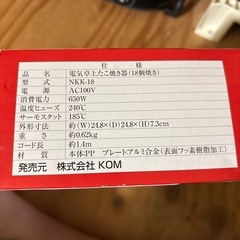 仕様
品名 電気卓上たこ焼き器(18個焼き)
型式 NKK-18
電源 AC100V
消費電力 650W
温度ヒューズ 240℃
サーモスタット 185℃
外形寸法 約(W)24.8×(D)24.8×(H)7.3cm
重さ 約0.62kg
コード長 約1.4m
材質 本体:PP プレート:アルミ合金(表面フッ素樹脂加工)
発売元 株式会社 KOM